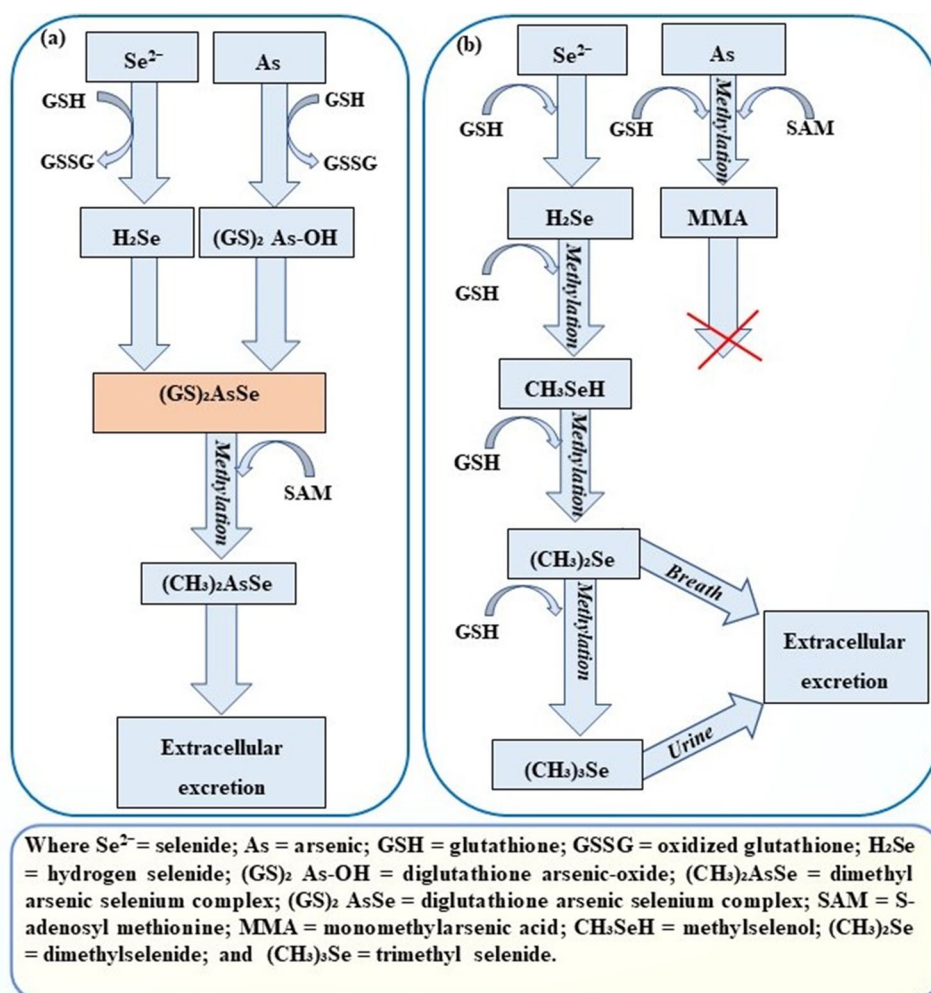 (a)
Se²⁻
As
GSH
GSH
GSSG
GSSG
H₂Se
(GS)₂ As-OH
(GS)₂AsSe
Methylation
SAM
(CH₃)₂AsSe
Extracellular
excretion
(b)
Se²⁻
As
GSH
GSH
Methylation
SAM
H₂Se
MMA
GSH
Methylation
CH₃SeH
GSH
Methylation
(CH₃)₂Se
Breath
GSH
Methylation
Extracellular
excretion
(CH₃)₃Se
Urine
Where Se²⁻= selenide; As = arsenic; GSH = glutathione; GSSG = oxidized glutathione; H₂Se
= hydrogen selenide; (GS)₂ As-OH = diglutathione arsenic-oxide; (CH₃)₂AsSe = dimethyl
arsenic selenium complex; (GS)₂ AsSe = diglutathione arsenic selenium complex; SAM = S-
adenosyl methionine; MMA = monomethylarsenic acid; CH₃SeH = methylselenol; (CH₃)₂Se
= dimethylselenide; and (CH₃)₃Se = trimethyl selenide.